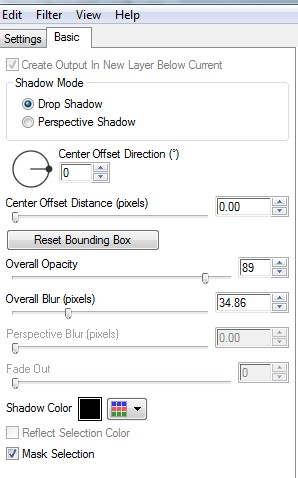 Edit Filter View Help
Settings Basic
Create Output In New Layer Below Current
Shadow Mode
Drop Shadow
Perspective Shadow
Center Offset Direction (°)
0
Center Offset Distance (pixels) 0.00
Reset Bounding Box
Overall Opacity 89
Overall Blur (pixels) 34.86
Perspective Blur (pixels) 0.00
Fade Out 0
Shadow Color
Reflect Selection Color
Mask Selection